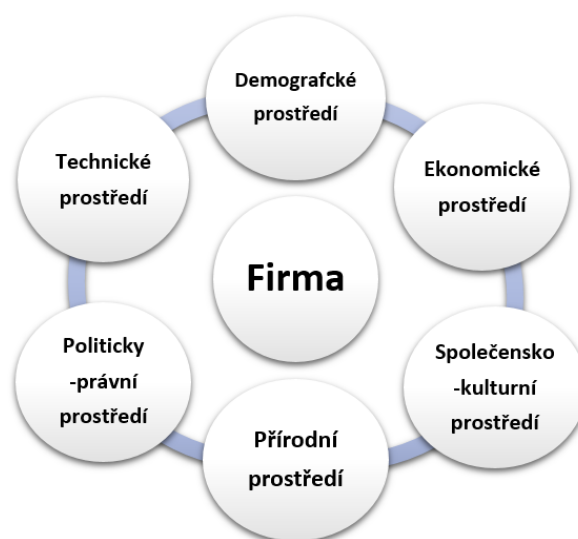 Demografcké
prostředí
Technické
prostředí
Ekonomické
prostředí
Firma
Politicky
-právní
prostředí
Společensko
-kulturní
prostředí
Přírodní
prostředí